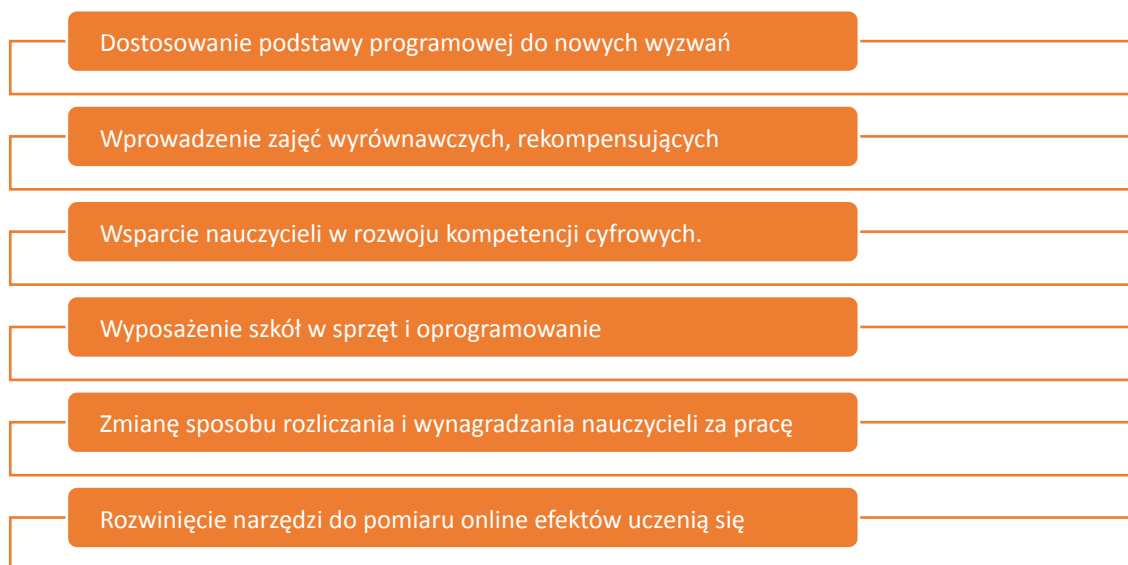 Dostosowanie podstawy programowej do nowych wyzwań
Wprowadzenie zajęć wyrównawczych, rekompensujących
Wsparcie nauczycieli w rozwoju kompetencji cyfrowych.
Wyposażenie szkół w sprzęt i oprogramowanie
Zmianę sposobu rozliczania i wynagradzania nauczycieli za pracę
Rozwinięcie narzędzi do pomiaru online efektów uczenią się